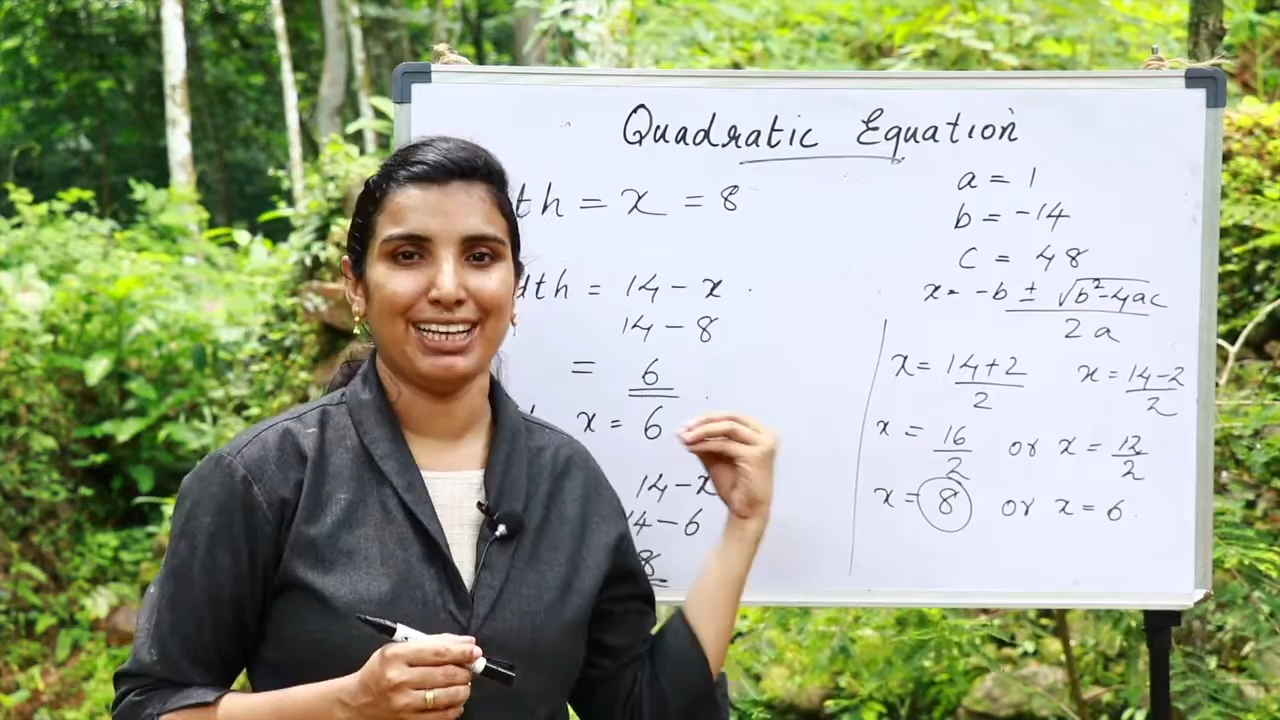 Quadratic Equation
th = x = 8
dth = 14 - x
14 - 8
= 6
x = 6
14 - x
14 - 6
8
a = 1
b = -14
c = 48
x = -b ± √b²-4ac
2a
x = 14+2 x = 14-2
2 2
x = 16 or x = 12
2 2
x = 8 or x = 6